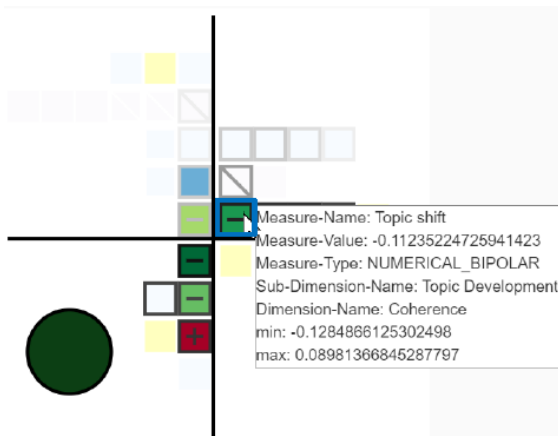 Measure-Name: Topic shift
Measure-Value: -0.11235224725941423
Measure-Type: NUMERICAL_BIPOLAR
Sub-Dimension-Name: Topic Development
Dimension-Name: Coherence
min: -0.1284866125302498
max: 0.08981366845287797